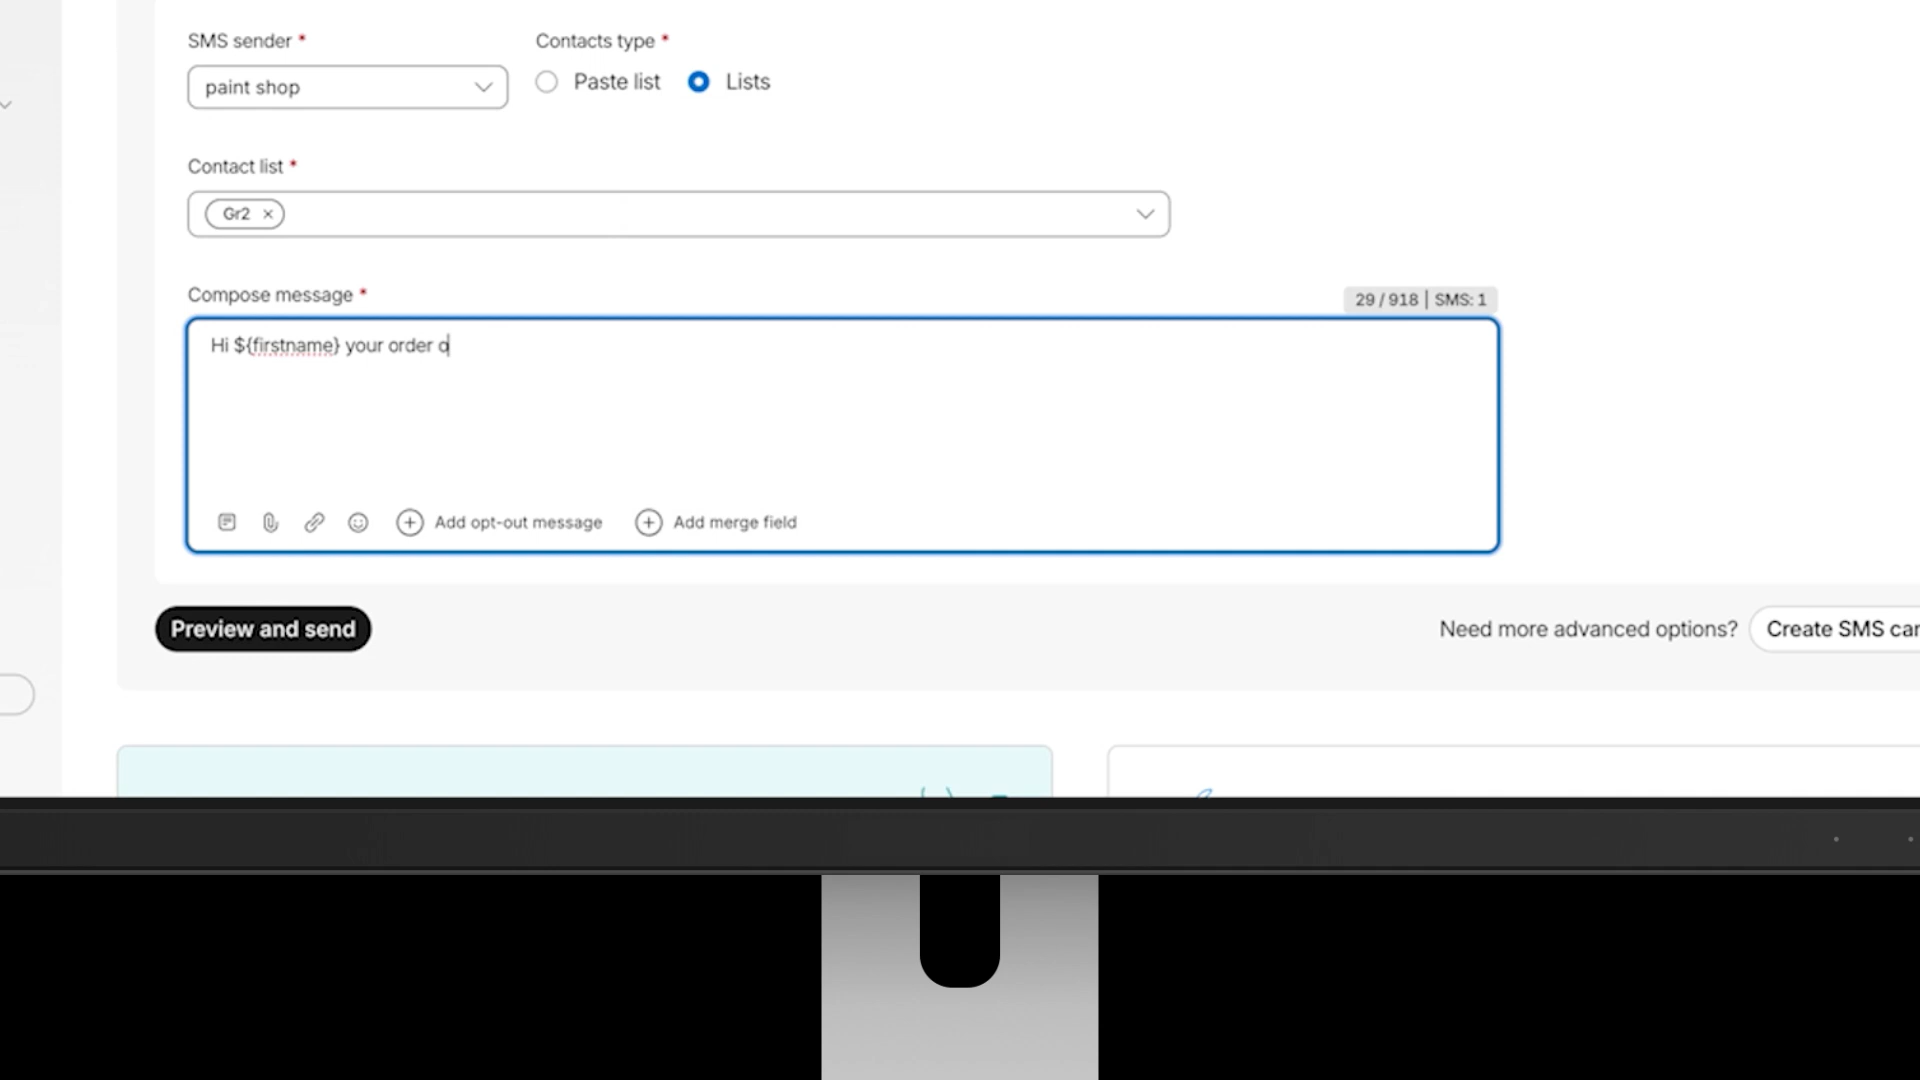 SMS sender *
Contacts type *
paint shop
Paste list
Lists
Contact list *
Gr2 ×
Compose message *
29 / 918 | SMS: 1
Hi ${firstname} your order o
Add opt-out message
Add merge field
Preview and send
Need more advanced options?
Create SMS